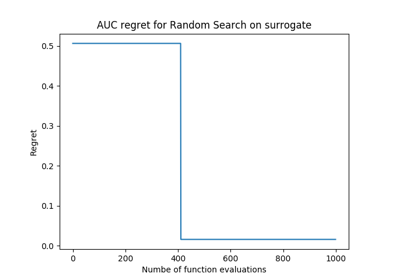 AUC regret for Random Search on surrogate
0.5
0.4
0.3
0.2
0.1
0.0
Regret
0 200 400 600 800 1000
Numbe of function evaluations